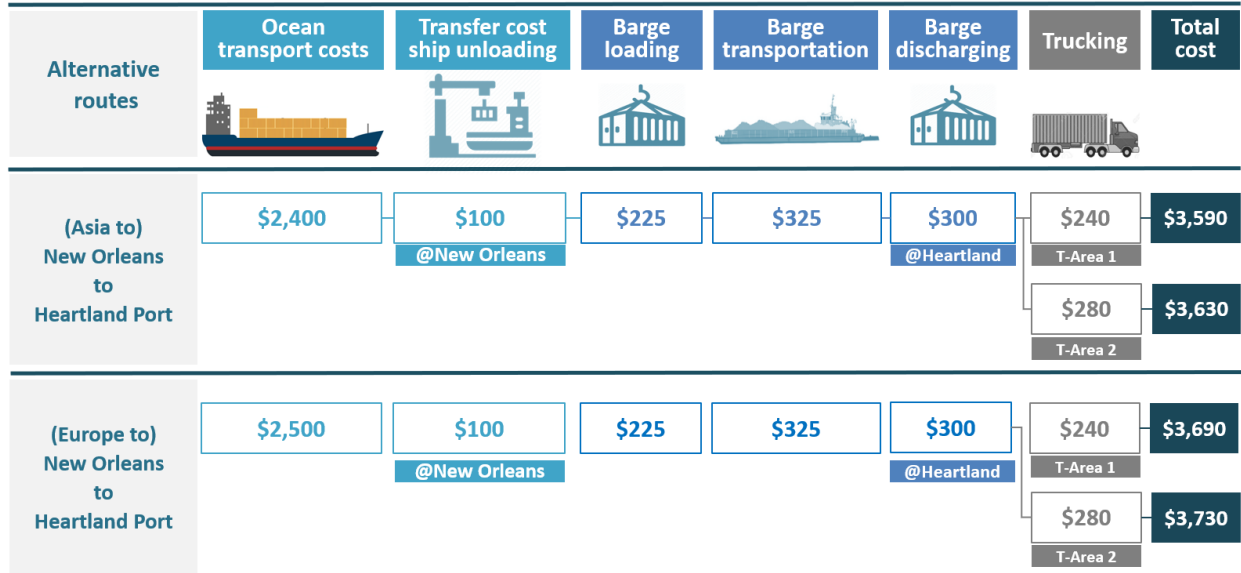 Alternative
routes
Ocean
transport costs
Transfer cost
ship unloading
Barge
loading
Barge
transportation
Barge
discharging
Trucking
Total
cost
(Asia to)
New Orleans
to
Heartland Port
$2,400
$100
@New Orleans
$225
$325
$300
@Heartland
$240
T-Area 1
$3,590
$280
T-Area 2
$3,630
(Europe to)
New Orleans
to
Heartland Port
$2,500
$100
@New Orleans
$225
$325
$300
@Heartland
$240
T-Area 1
$3,690
$280
T-Area 2
$3,730